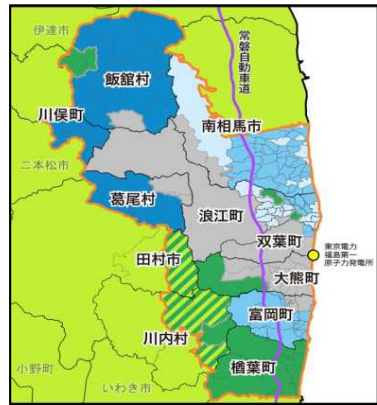 伊達市
常磐自動車道
飯舘村
川俣町
南相馬市
二本松市
葛尾村
浪江町
双葉町
東京電力
福島第一
原子力発電所
田村市
大熊町
富岡町
川内村
小野町
楢葉町
いわき市